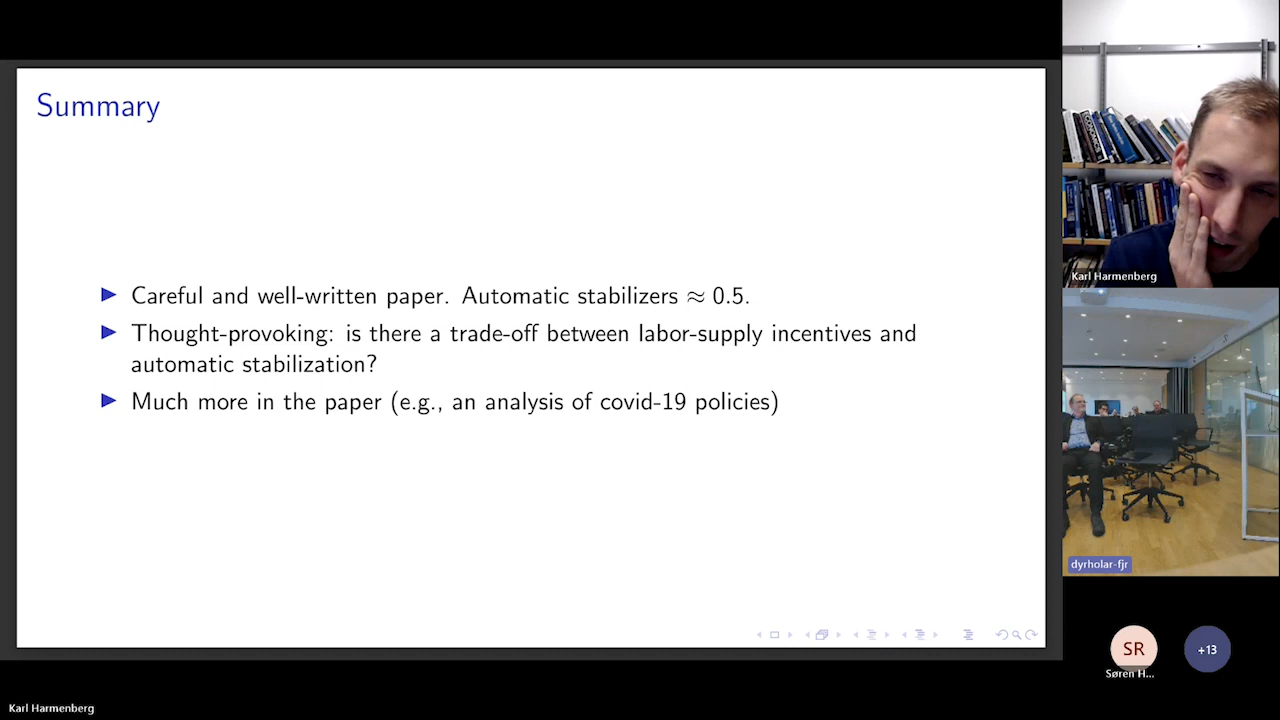 Summary
Careful and well-written paper. Automatic stabilizers ≈ 0.5.
Thought-provoking: is there a trade-off between labor-supply incentives and
automatic stabilization?
Much more in the paper (e.g., an analysis of covid-19 policies)
ECONOMICS
Karl Harmenberg
dyrholar-fjr
SR
Søren H...
+13
Karl Harmenberg